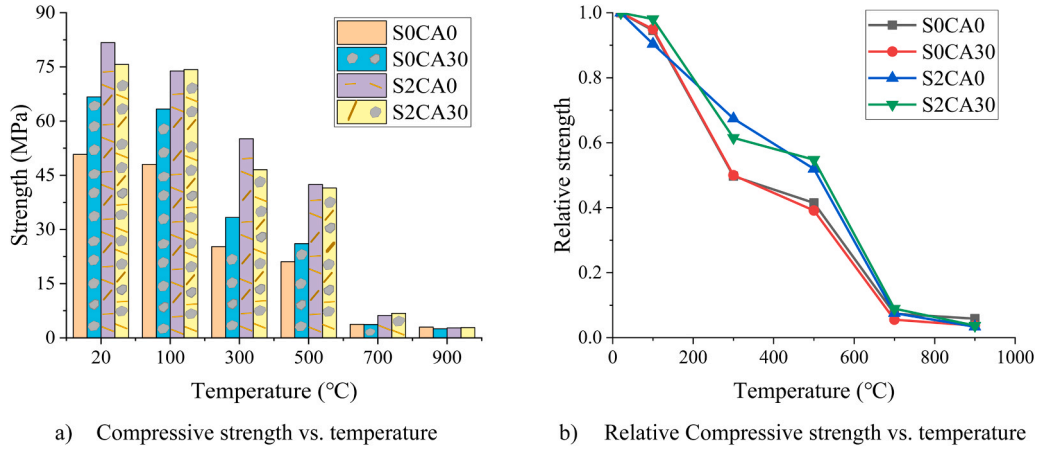 90
75
60
45
30
15
0
Strength (MPa)
20 100 300 500 700 900
Temperature (℃)
S0CA0
S0CA30
S2CA0
S2CA30
a) Compressive strength vs. temperature
1.0
0.8
0.6
0.4
0.2
0.0
Relative strength
0 200 400 600 800 1000
Temperature (℃)
S0CA0
S0CA30
S2CA0
S2CA30
b) Relative Compressive strength vs. temperature